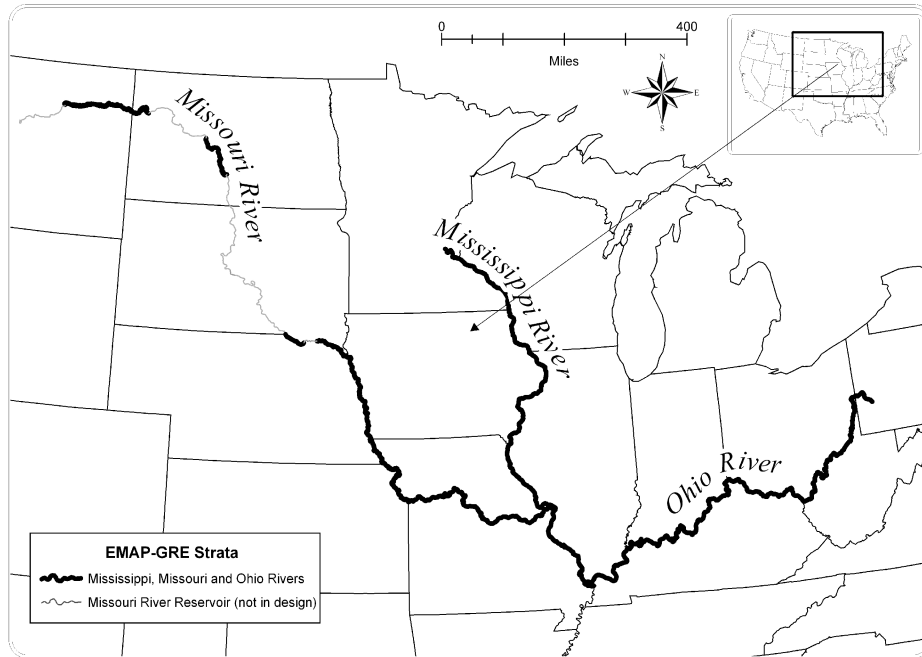 0 400
Miles
N
W E
S
Missouri River
Mississippi River
Ohio River
EMAP-GRE Strata
Mississippi, Missouri and Ohio Rivers
Missouri River Reservoir (not in design)